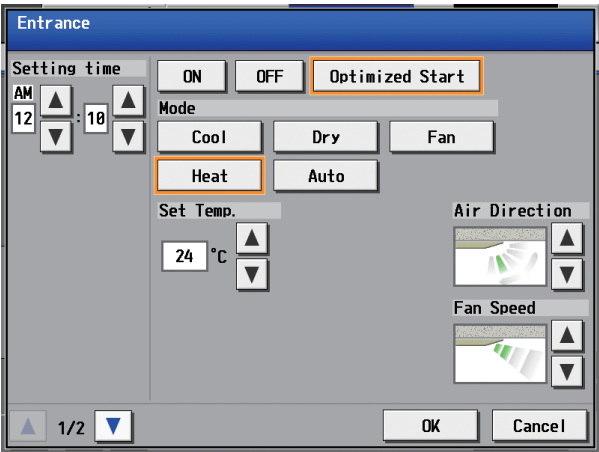 Entrance
Setting time
AM
12 : 10
ON OFF Optimized Start
Mode
Cool Dry Fan
Heat Auto
Set Temp.
24 °C
Air Direction
Fan Speed
1/2
OK Cancel